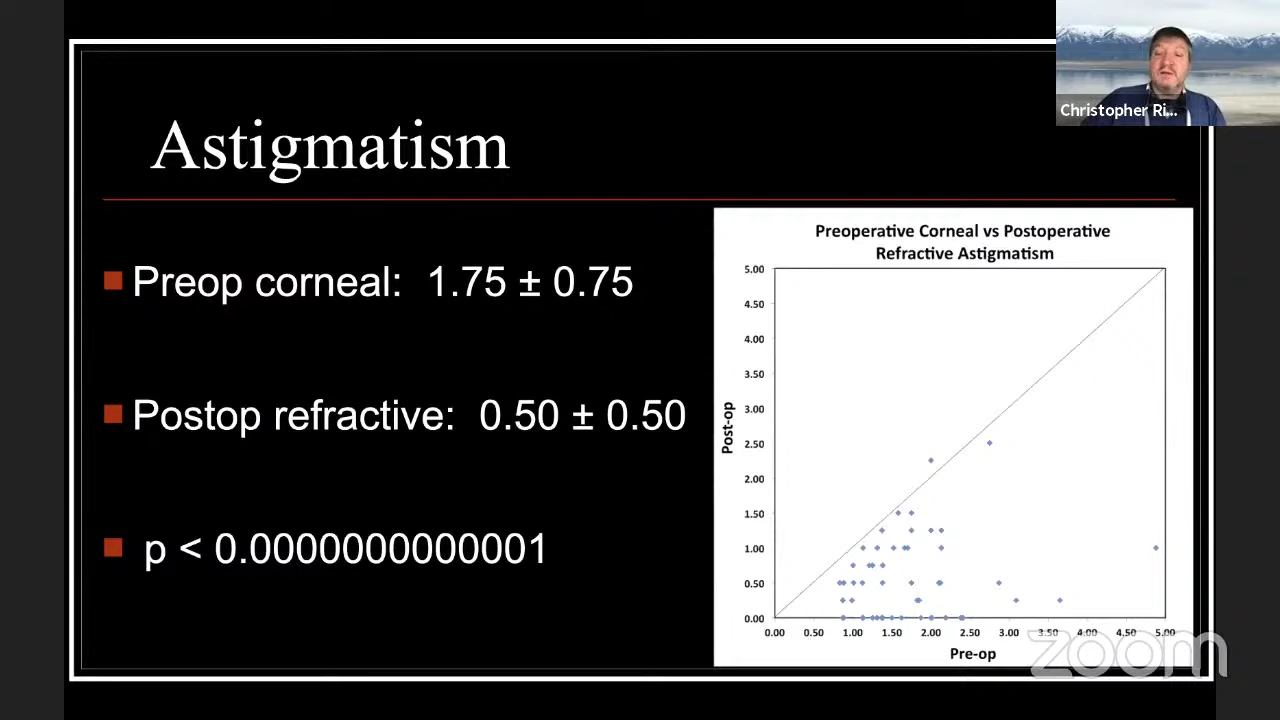 Christopher Ri...
Astigmatism
Preop corneal: 1.75 ± 0.75
Postop refractive: 0.50 ± 0.50
p < 0.0000000000001
Preoperative Corneal vs Postoperative
Refractive Astigmatism
5.00
4.50
4.00
3.50
3.00
2.50
2.00
1.50
1.00
0.50
0.00
Post-op
0.00 0.50 1.00 1.50 2.00 2.50 3.00 3.50 4.00 4.50 5.00
Pre-op
zoom